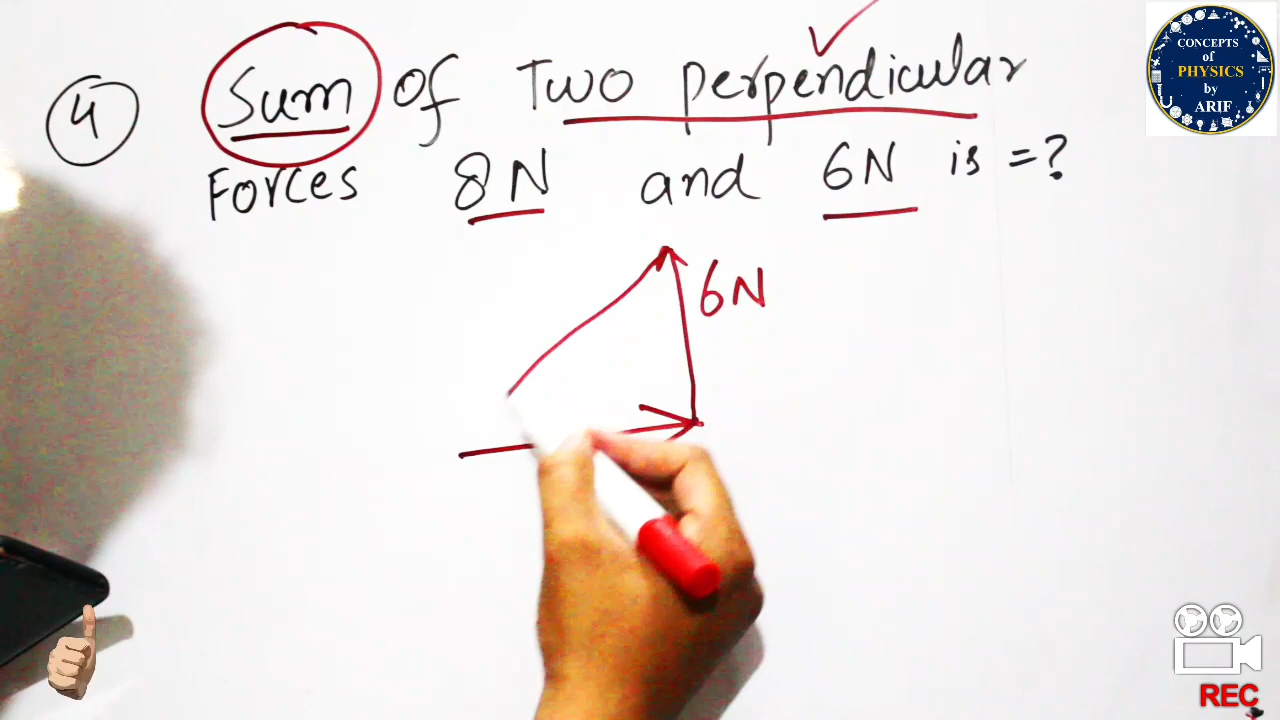 4 Sum of Two perpendicular
Forces 8N and 6N is =?
6N
CONCEPTS
of
PHYSICS
by
ARIF
REC